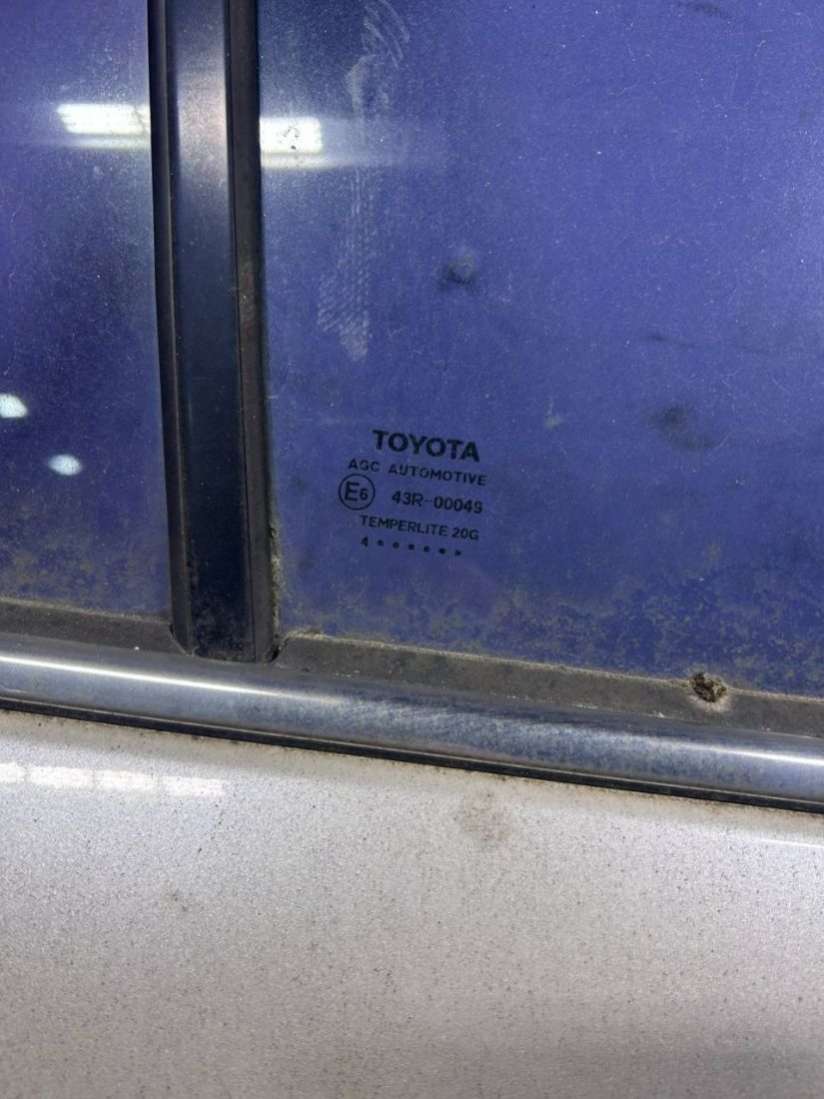 TOYOTA
AGC AUTOMOTIVE
E6 43R-00049
TEMPERLITE 20G
4 •••••••